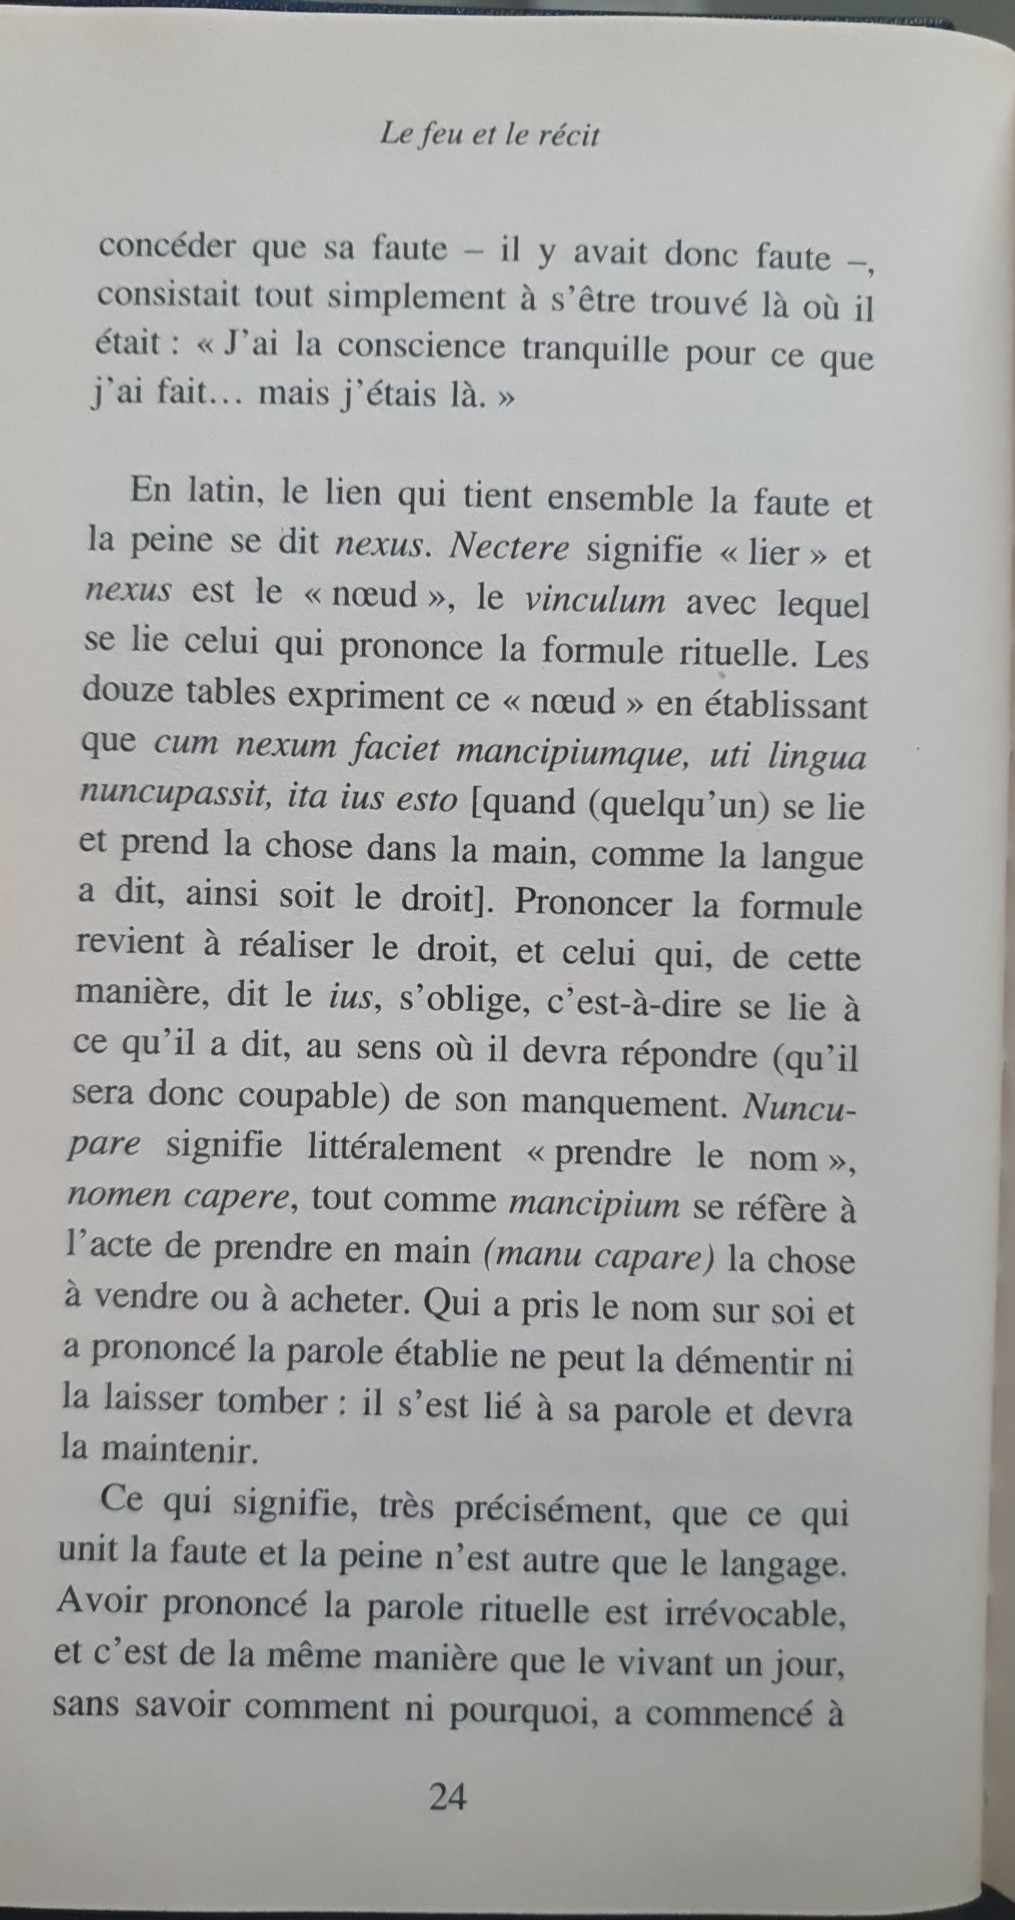 Le feu et le récit
concéder que sa faute – il y avait donc faute –,
consistait tout simplement à s'être trouvé là où il
était : « J'ai la conscience tranquille pour ce que
j'ai fait… mais j'étais là. »
En latin, le lien qui tient ensemble la faute et
la peine se dit nexus. Nectere signifie « lier » et
nexus est le « nœud », le vinculum avec lequel
se lie celui qui prononce la formule rituelle. Les
douze tables expriment ce « nœud » en établissant
que cum nexum faciet mancipiumque, uti lingua
nuncupassit, ita ius esto [quand (quelqu'un) se lie
et prend la chose dans la main, comme la langue
a dit, ainsi soit le droit]. Prononcer la formule
revient à réaliser le droit, et celui qui, de cette
manière, dit le ius, s'oblige, c'est-à-dire se lie à
ce qu'il a dit, au sens où il devra répondre (qu'il
sera donc coupable) de son manquement. Nuncu-
pare signifie littéralement « prendre le nom »,
nomen capere, tout comme mancipium se réfère à
l'acte de prendre en main (manu capare) la chose
à vendre ou à acheter. Qui a pris le nom sur soi et
a prononcé la parole établie ne peut la démentir ni
la laisser tomber : il s'est lié à sa parole et devra
la maintenir.
Ce qui signifie, très précisément, que ce qui
unit la faute et la peine n'est autre que le langage.
Avoir prononcé la parole rituelle est irrévocable,
et c'est de la même manière que le vivant un jour,
sans savoir comment ni pourquoi, a commencé à
24